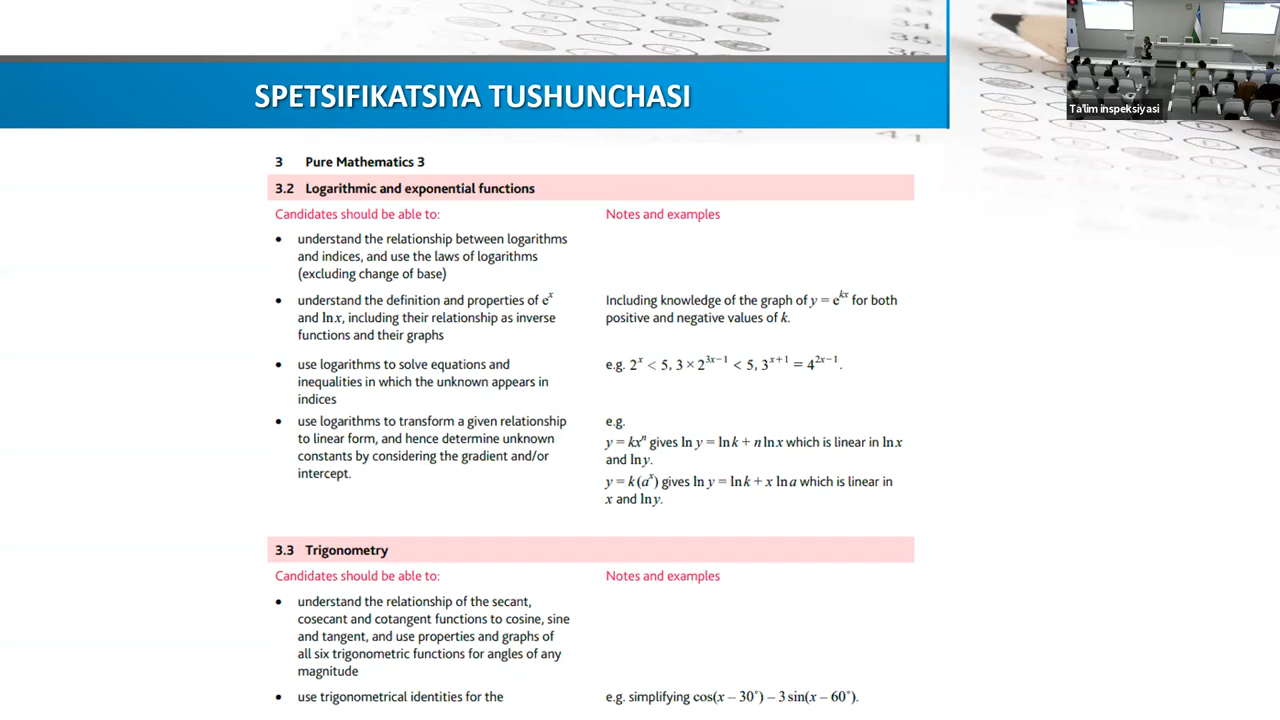 SPETSIFIKATSIYA TUSHUNCHASI
Ta'lim inspeksiyasi
3 Pure Mathematics 3
3.2 Logarithmic and exponential functions
Candidates should be able to:
Notes and examples
• understand the relationship between logarithms
and indices, and use the laws of logarithms
(excluding change of base)
• understand the definition and properties of eˣ
and ln x, including their relationship as inverse
functions and their graphs
Including knowledge of the graph of y = eᵏˣ for both
positive and negative values of k.
• use logarithms to solve equations and
inequalities in which the unknown appears in
indices
e.g. 2ˣ < 5, 3 × 2³ˣ⁻¹ < 5, 3ˣ⁺¹ = 4²ˣ⁻¹.
• use logarithms to transform a given relationship
to linear form, and hence determine unknown
constants by considering the gradient and/or
intercept.
e.g.
y = kxⁿ gives ln y = ln k + n ln x which is linear in ln x
and ln y.
y = k(aˣ) gives ln y = ln k + x ln a which is linear in
x and ln y.
3.3 Trigonometry
Candidates should be able to:
Notes and examples
• understand the relationship of the secant,
cosecant and cotangent functions to cosine, sine
and tangent, and use properties and graphs of
all six trigonometric functions for angles of any
magnitude
• use trigonometrical identities for the
e.g. simplifying cos(x – 30°) – 3 sin(x – 60°).